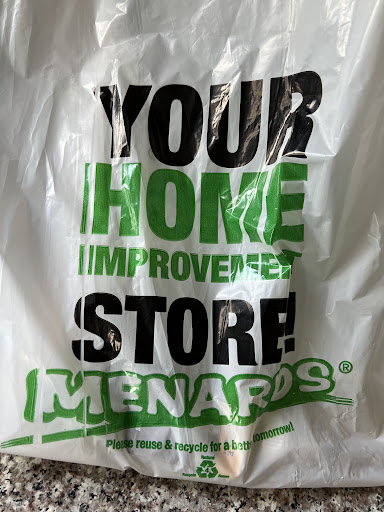 YOUR
HOME
IMPROVEMENT
STORE!
MENARDS®
Please reuse & recycle for a better tomorrow!